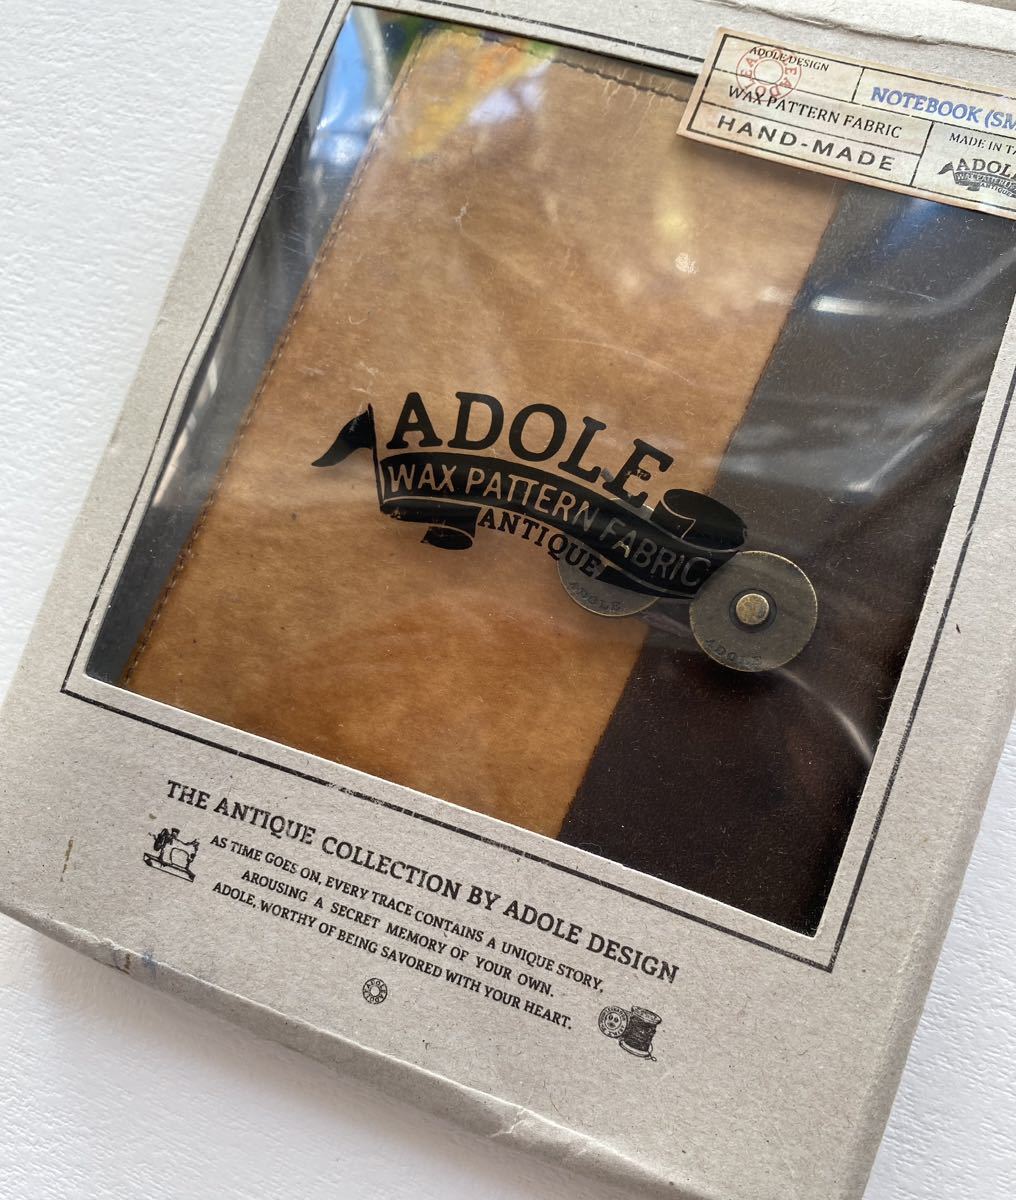 ADOLE DESIGN
WAX PATTERN FABRIC
HAND-MADE
NOTEBOOK
MADE IN
ADOLE
WAX PATTERN FABRIC
ANTIQUE
ADOLE
ADOLE
THE ANTIQUE COLLECTION BY ADOLE DESIGN
AS TIME GOES ON, EVERY TRACE CONTAINS A UNIQUE STORY,
AROUSING A SECRET MEMORY OF YOUR OWN.
ADOLE, WORTHY OF BEING SAVORED WITH YOUR HEART.